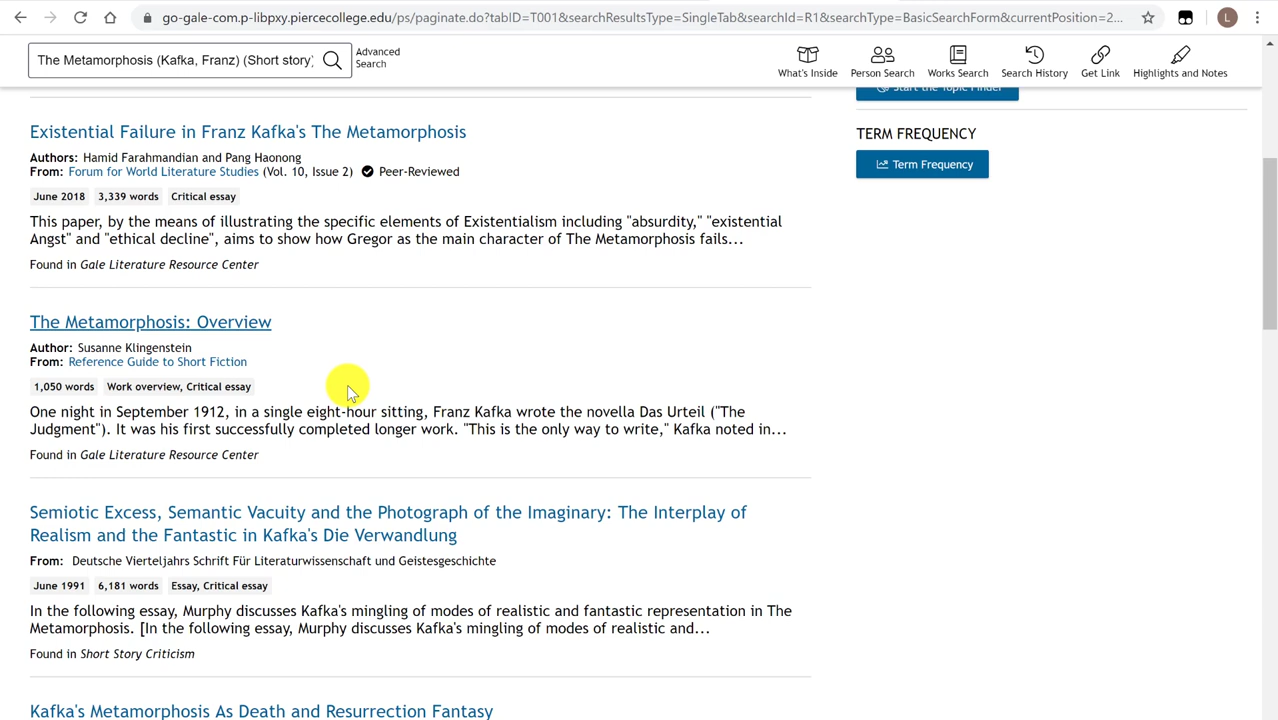 go-gale-com.p-libpxy.piercecollege.edu/ps/paginate.do?tabID=T001&searchResultsType=SingleTab&searchId=R1&searchType=BasicSearchForm&currentPosition=2...
L
The Metamorphosis (Kafka, Franz) (Short story)
Advanced
Search
What's Inside
Person Search
Works Search
Search History
Get Link
Highlights and Notes
Start the Topic Finder
TERM FREQUENCY
Term Frequency
Existential Failure in Franz Kafka's The Metamorphosis
Authors: Hamid Farahmandian and Pang Haonong
From: Forum for World Literature Studies (Vol. 10, Issue 2) Peer-Reviewed
June 2018 3,339 words Critical essay
This paper, by the means of illustrating the specific elements of Existentialism including "absurdity," "existential
Angst" and "ethical decline", aims to show how Gregor as the main character of The Metamorphosis fails...
Found in Gale Literature Resource Center
The Metamorphosis: Overview
Author: Susanne Klingenstein
From: Reference Guide to Short Fiction
1,050 words Work overview, Critical essay
One night in September 1912, in a single eight-hour sitting, Franz Kafka wrote the novella Das Urteil ("The
Judgment"). It was his first successfully completed longer work. "This is the only way to write," Kafka noted in...
Found in Gale Literature Resource Center
Semiotic Excess, Semantic Vacuity and the Photograph of the Imaginary: The Interplay of
Realism and the Fantastic in Kafka's Die Verwandlung
From: Deutsche Vierteljahrs Schrift Für Literaturwissenschaft und Geistesgeschichte
June 1991 6,181 words Essay, Critical essay
In the following essay, Murphy discusses Kafka's mingling of modes of realistic and fantastic representation in The
Metamorphosis. [In the following essay, Murphy discusses Kafka's mingling of modes of realistic and...
Found in Short Story Criticism
Kafka's Metamorphosis As Death and Resurrection Fantasy